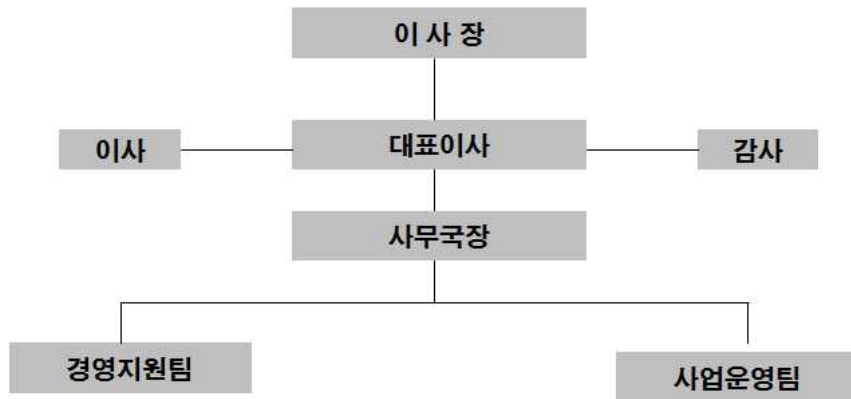 이 사 장
이사
대표이사
감사
사무국장
경영지원팀
사업운영팀